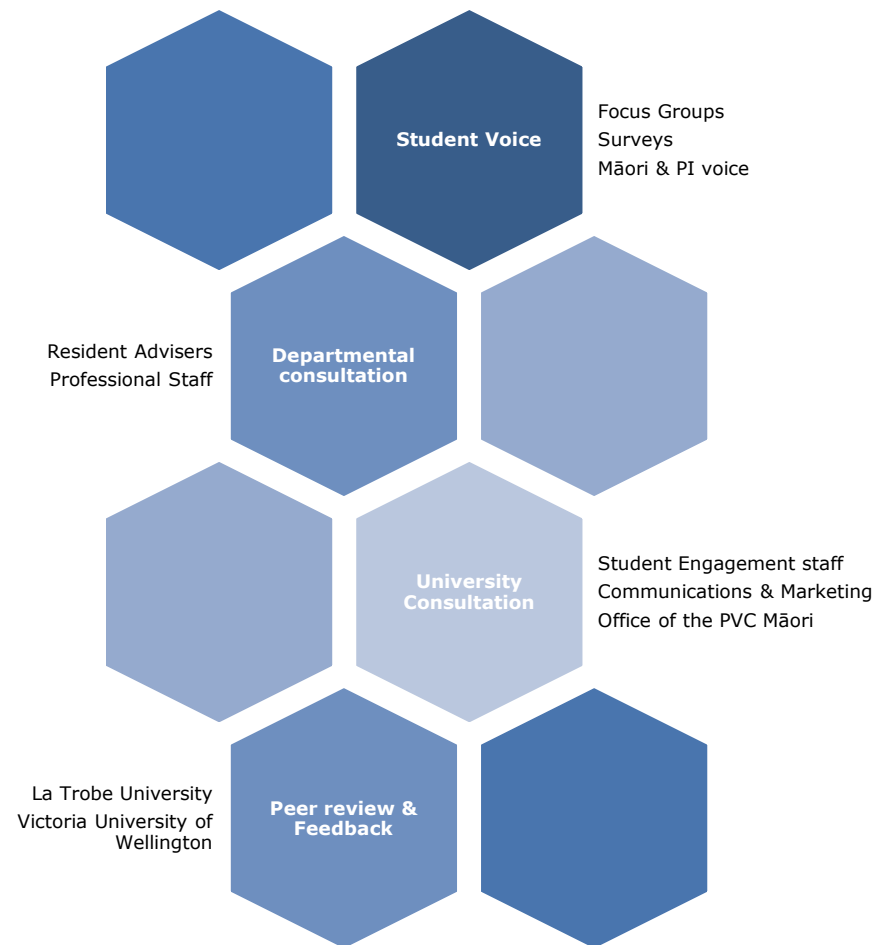 Student Voice
Focus Groups
Surveys
Māori & PI voice
Resident Advisers
Professional Staff
Departmental
consultation
University
Consultation
Student Engagement staff
Communications & Marketing
Office of the PVC Māori
La Trobe University
Victoria University of
Wellington
Peer review &
Feedback